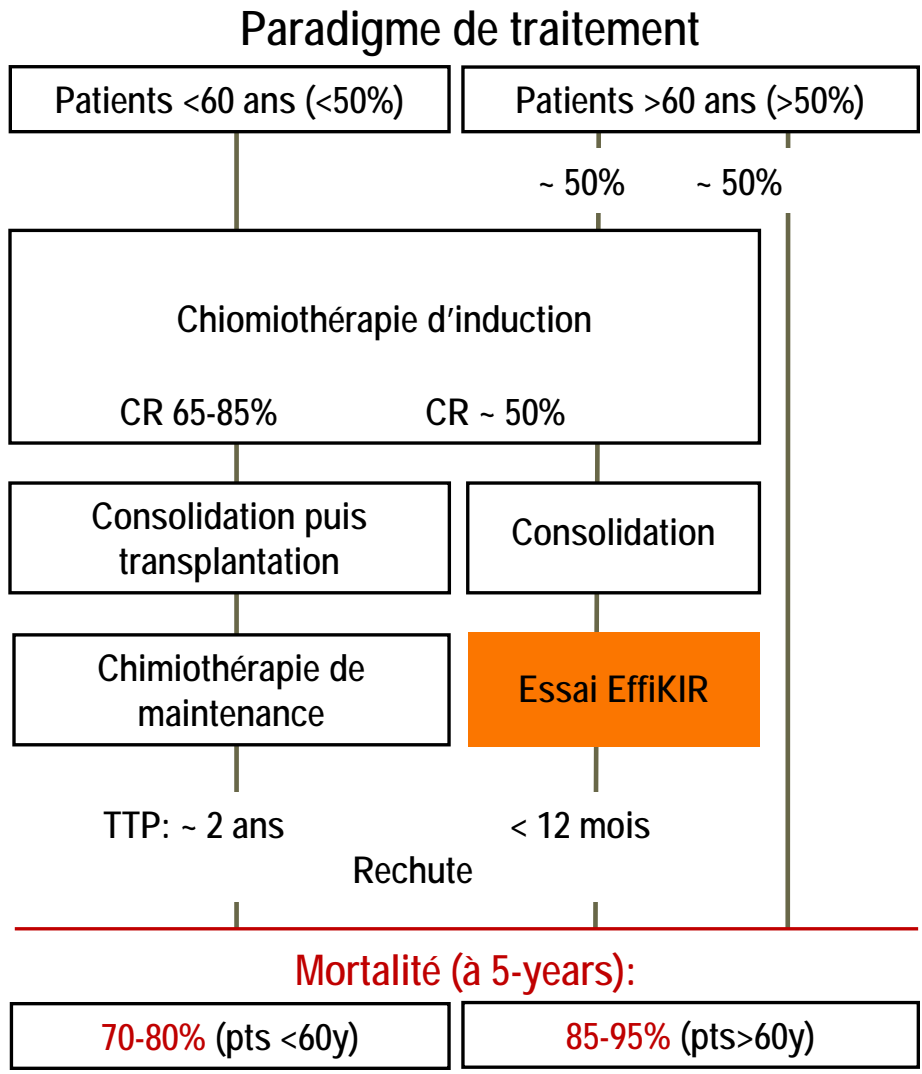 Paradigme de traitement
Patients <60 ans (<50%)
Patients >60 ans (>50%)
~ 50%
~ 50%
Chiomiothérapie d'induction
CR 65-85%
CR ~ 50%
Consolidation puis
transplantation
Consolidation
Chimiothérapie de
maintenance
Essai EffiKIR
TTP: ~ 2 ans
< 12 mois
Rechute
Mortalité (à 5-years):
70-80% (pts <60y)
85-95% (pts>60y)